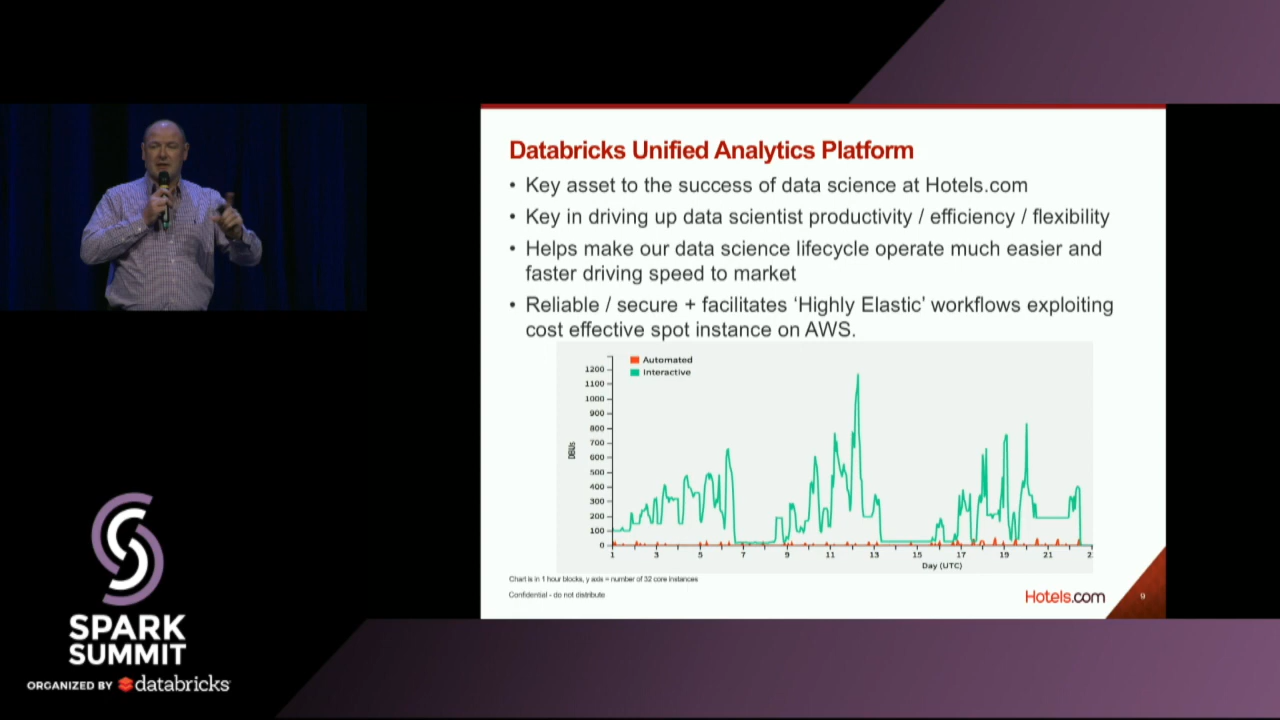 Databricks Unified Analytics Platform
• Key asset to the success of data science at Hotels.com
• Key in driving up data scientist productivity / efficiency / flexibility
• Helps make our data science lifecycle operate much easier and
faster driving speed to market
• Reliable / secure + facilitates ‘Highly Elastic’ workflows exploiting
cost effective spot instance on AWS.
Automated
Interactive
1200
1100
1000
900
800
700
600
500
400
300
200
100
0
DBUs
1 3 5 7 9 11 13 15 17 19 21 2
Day (UTC)
Chart is in 1 hour blocks, y axis = number of 32 core instances
Confidential - do not distribute
Hotels.com
9
SPARK
SUMMIT
ORGANIZED BY databricks